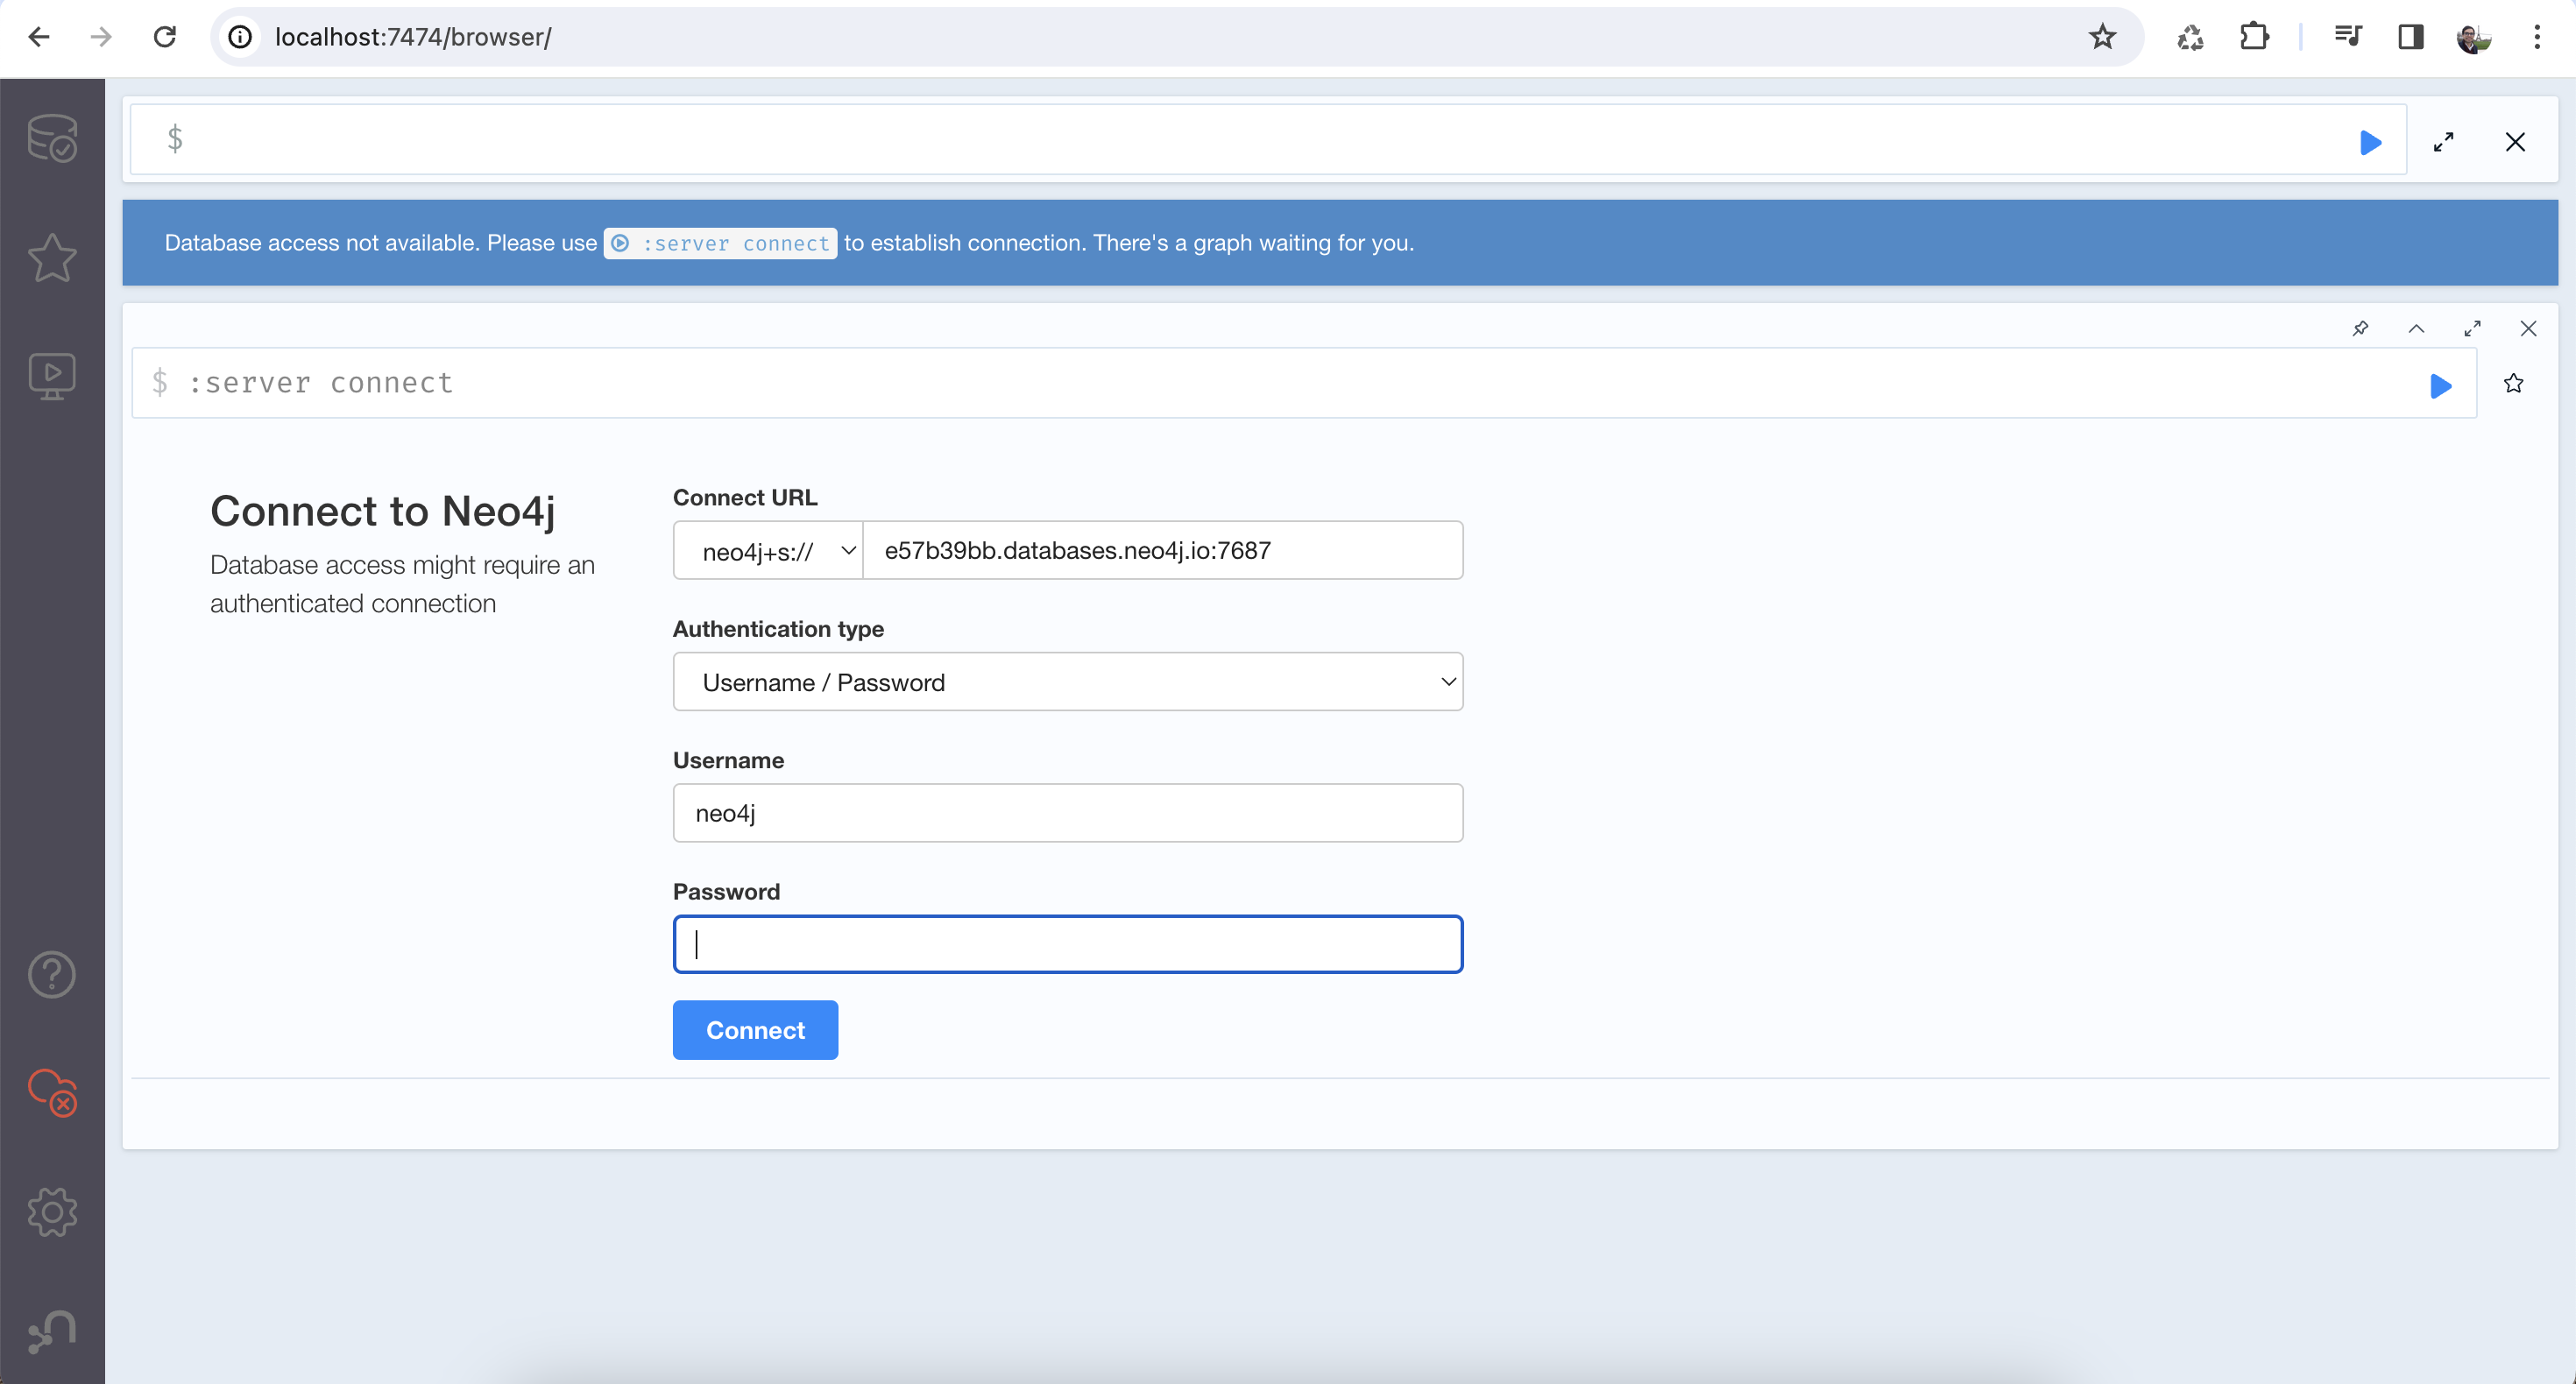 localhost:7474/browser/
$
Database access not available. Please use :server connect to establish connection. There's a graph waiting for you.
$ :server connect
Connect to Neo4j
Database access might require an
authenticated connection
Connect URL
neo4j+s:// e57b39bb.databases.neo4j.io:7687
Authentication type
Username / Password
Username
neo4j
Password
Connect